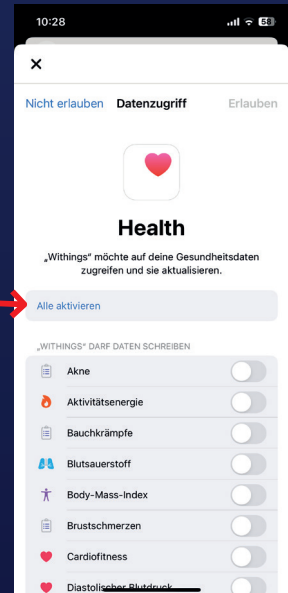 10:28
58
Nicht erlauben Datenzugriff Erlauben
Health
„Withings“ möchte auf deine Gesundheitsdaten
zugreifen und sie aktualisieren.
Alle aktivieren
„WITHINGS“ DARF DATEN SCHREIBEN
Akne
Aktivitätsenergie
Bauchkrämpfe
Blutsauerstoff
Body-Mass-Index
Brustschmerzen
Cardiofitness
Diastolischer Blutdruck